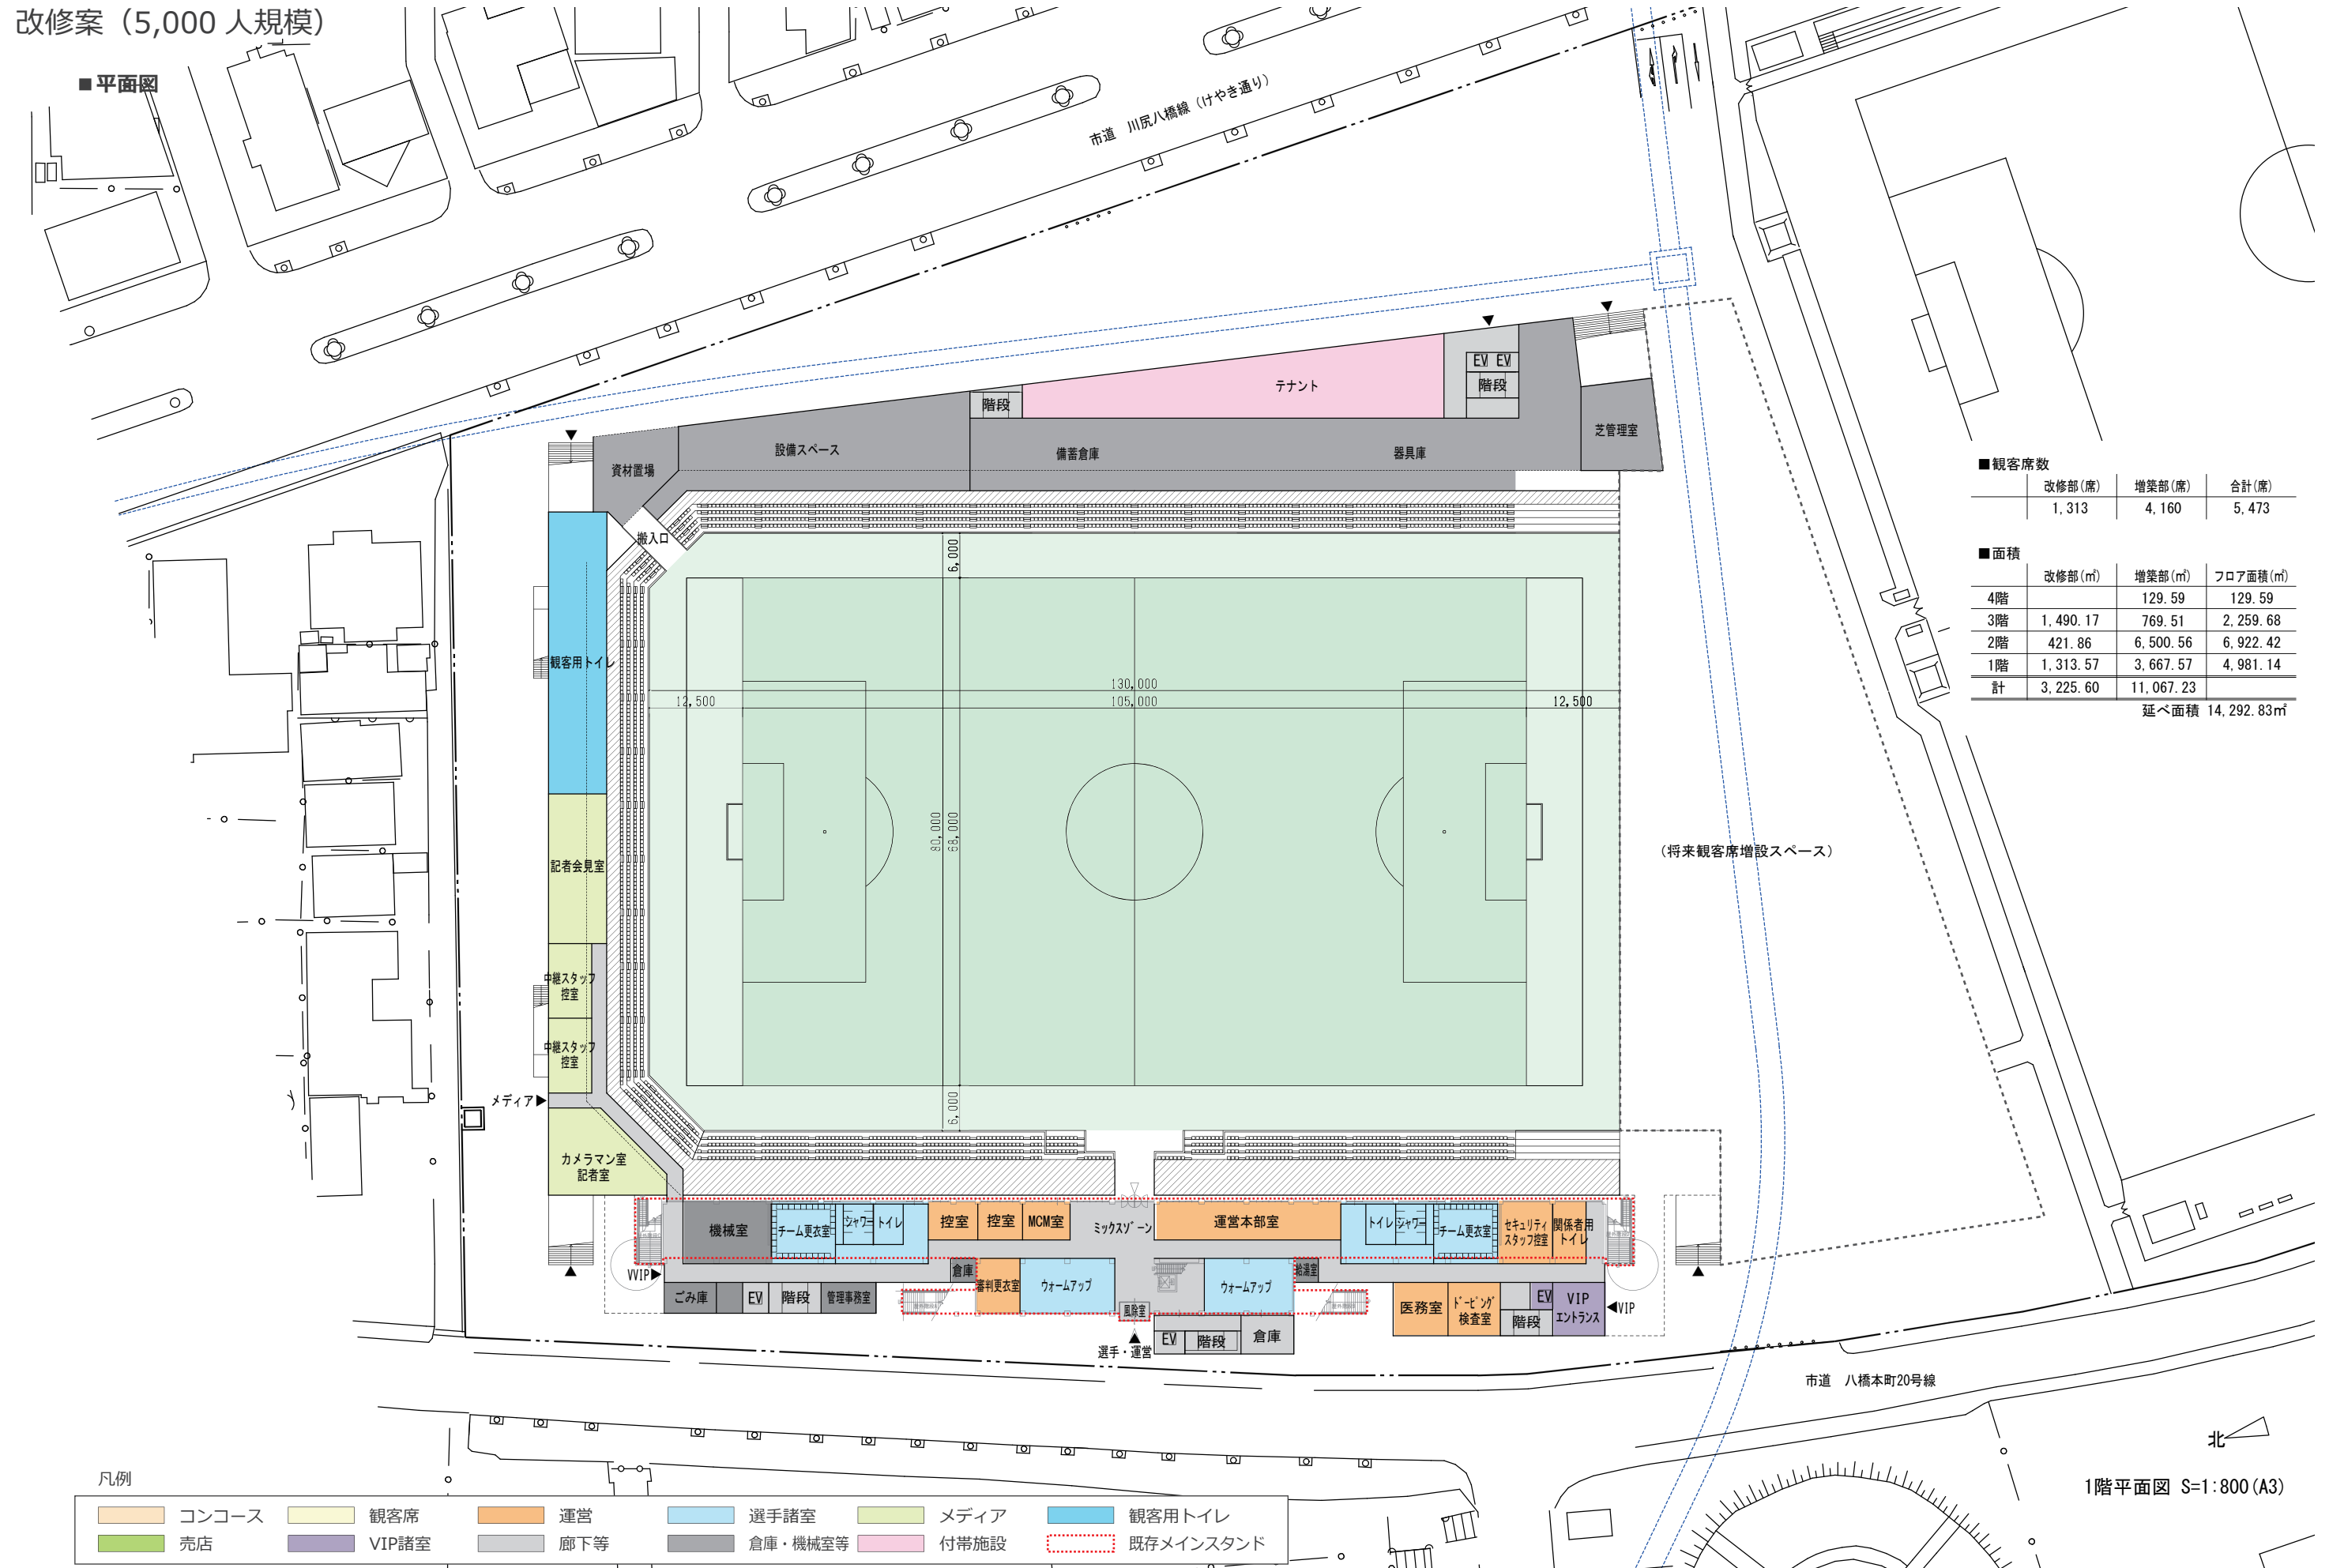 改修案（5,000 人規模）
■平面図
市道　川尻八橋線（けやき通り）
EV EV
階段
テナント
階段
芝管理室
設備スペース
備蓄倉庫
器具庫
資材置場
搬入口
6,000
観客用トイレ
130,000
12,500
105,000
12,500
80,000
68,000
記者会見室
（将来観客席増設スペース）
中継スタッフ
控室
中継スタッフ
控室
メディア▶
6,000
カメラマン室
記者室
機械室
チーム更衣室
シャワー
トイレ
控室
控室
MCM室
ミックスゾーン
運営本部室
トイレ
シャワー
チーム更衣室
セキュリティ
スタッフ控室
関係者用
トイレ
VVIP▶
倉庫
審判更衣室
ウォームアップ
ウォームアップ
給湯室
ごみ庫
EV
階段
管理事務室
風除室
医務室
ドーピング
検査室
EV
階段
VIP
エントランス
◀VIP
▲
選手・運営
EV
階段
倉庫
■観客席数
改修部(席)　増築部(席)　合計(席)
1,313　4,160　5,473
■面積
改修部(㎡)　増築部(㎡)　フロア面積(㎡)
4階　129.59　129.59
3階　1,490.17　769.51　2,259.68
2階　421.86　6,500.56　6,922.42
1階　1,313.57　3,667.57　4,981.14
計　3,225.60　11,067.23
延べ面積 14,292.83㎡
市道　八橋本町20号線
北
1階平面図 S=1:800(A3)
凡例
コンコース　観客席　運営　選手諸室　メディア　観客用トイレ
売店　VIP諸室　廊下等　倉庫・機械室等　付帯施設　既存メインスタンド